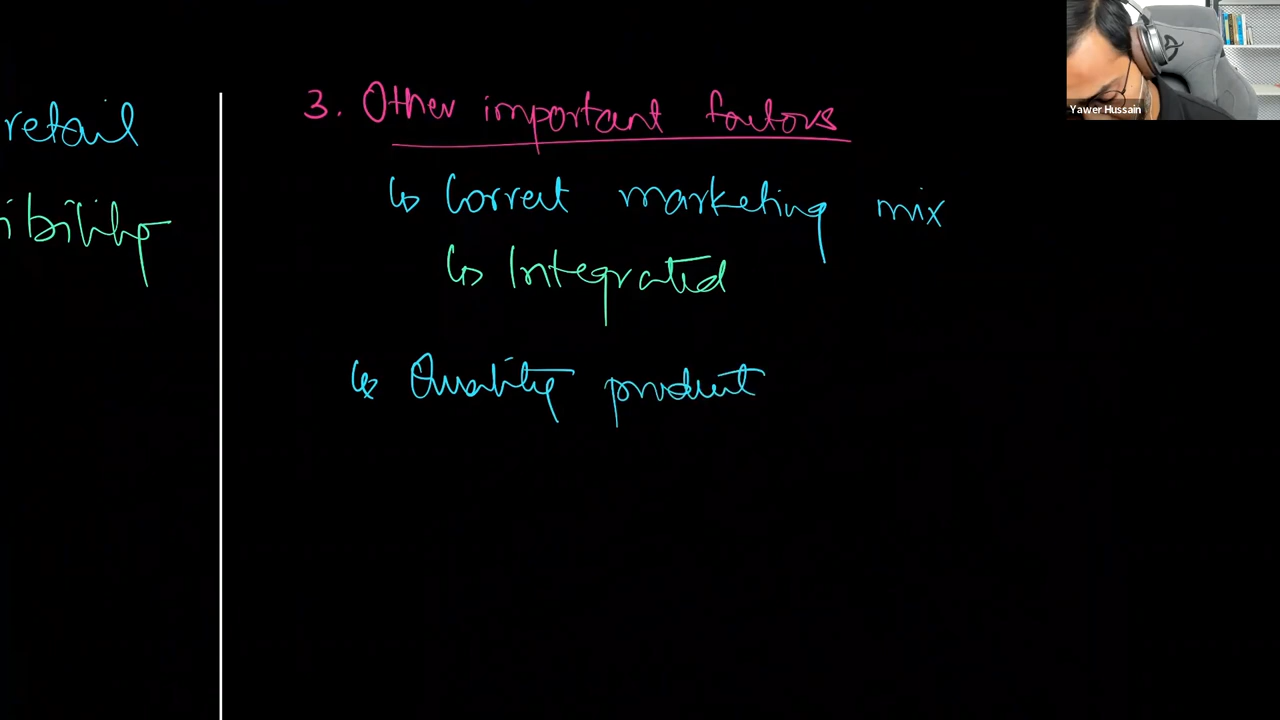 retail
ibility
3. Other important factors
↳ Correct marketing mix
↳ Integrated
↳ Quality product
Yawer Hussain